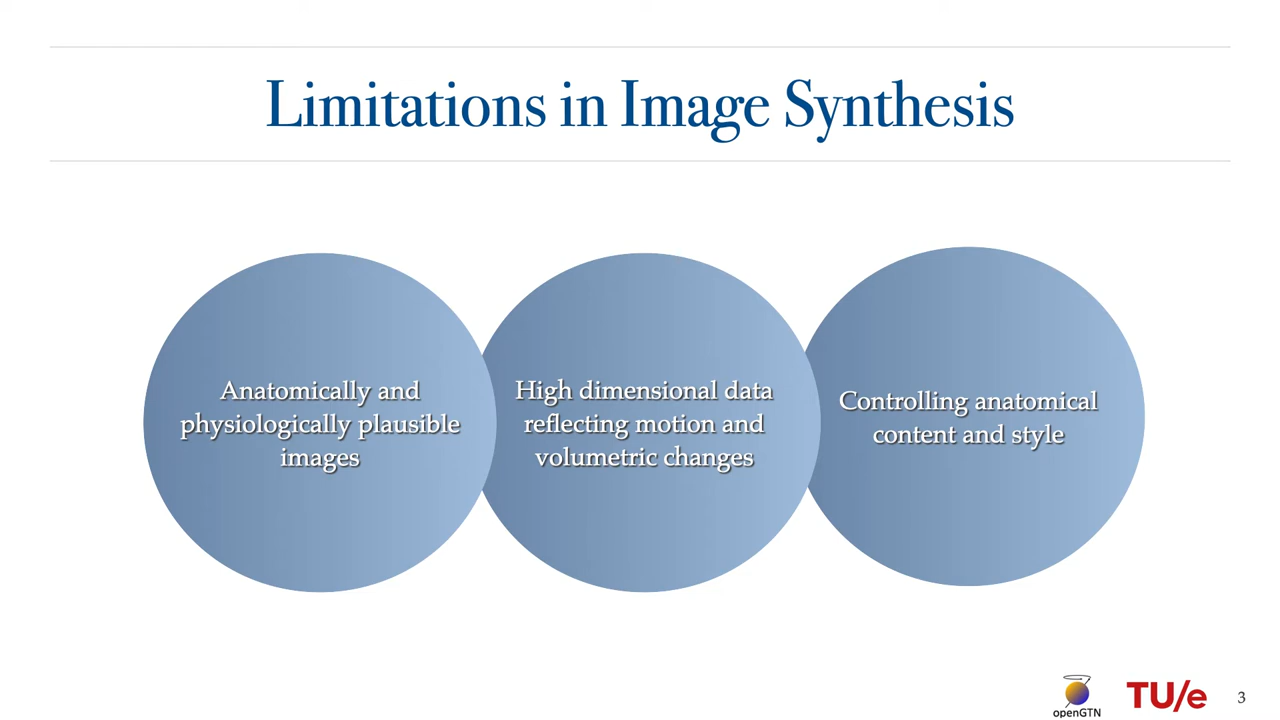 Limitations in Image Synthesis
Anatomically and
physiologically plausible
images
High dimensional data
reflecting motion and
volumetric changes
Controlling anatomical
content and style
openGTN
TU/e
3